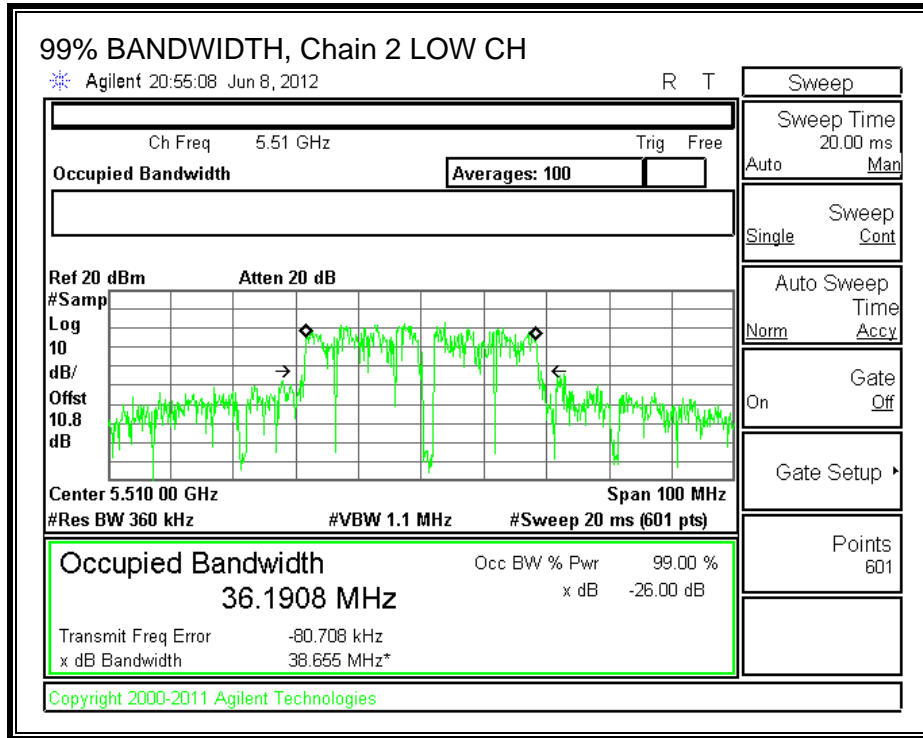 99% BANDWIDTH, Chain 2 LOW CH
Agilent 20:55:08 Jun 8, 2012 R T
Ch Freq 5.51 GHz Trig Free
Occupied Bandwidth Averages: 100
Ref 20 dBm Atten 20 dB
#Samp
Log
10
dB/
Offst
10.8
dB
Center 5.510 00 GHz Span 100 MHz
#Res BW 360 kHz #VBW 1.1 MHz #Sweep 20 ms (601 pts)
Occupied Bandwidth Occ BW % Pwr 99.00 %
36.1908 MHz x dB -26.00 dB
Transmit Freq Error -80.708 kHz
x dB Bandwidth 38.655 MHz*
Copyright 2000-2011 Agilent Technologies
Sweep
Sweep Time
20.00 ms
Auto Man
Sweep
Single Cont
Auto Sweep
Time
Norm Accy
Gate
On Off
Gate Setup
Points
601